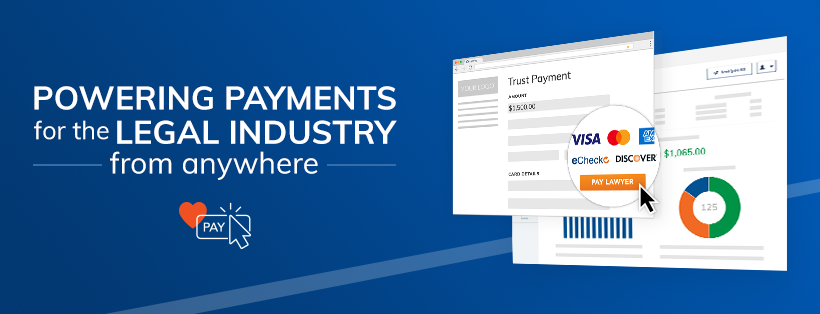 POWERING PAYMENTS
for the LEGAL INDUSTRY
from anywhere
PAY
YOUR LOGO
Trust Payment
AMOUNT
$1,500.00
CARD DETAILS
VISA
eCheck
DISCOVER
PAY LAWYER
$1,065.00
125